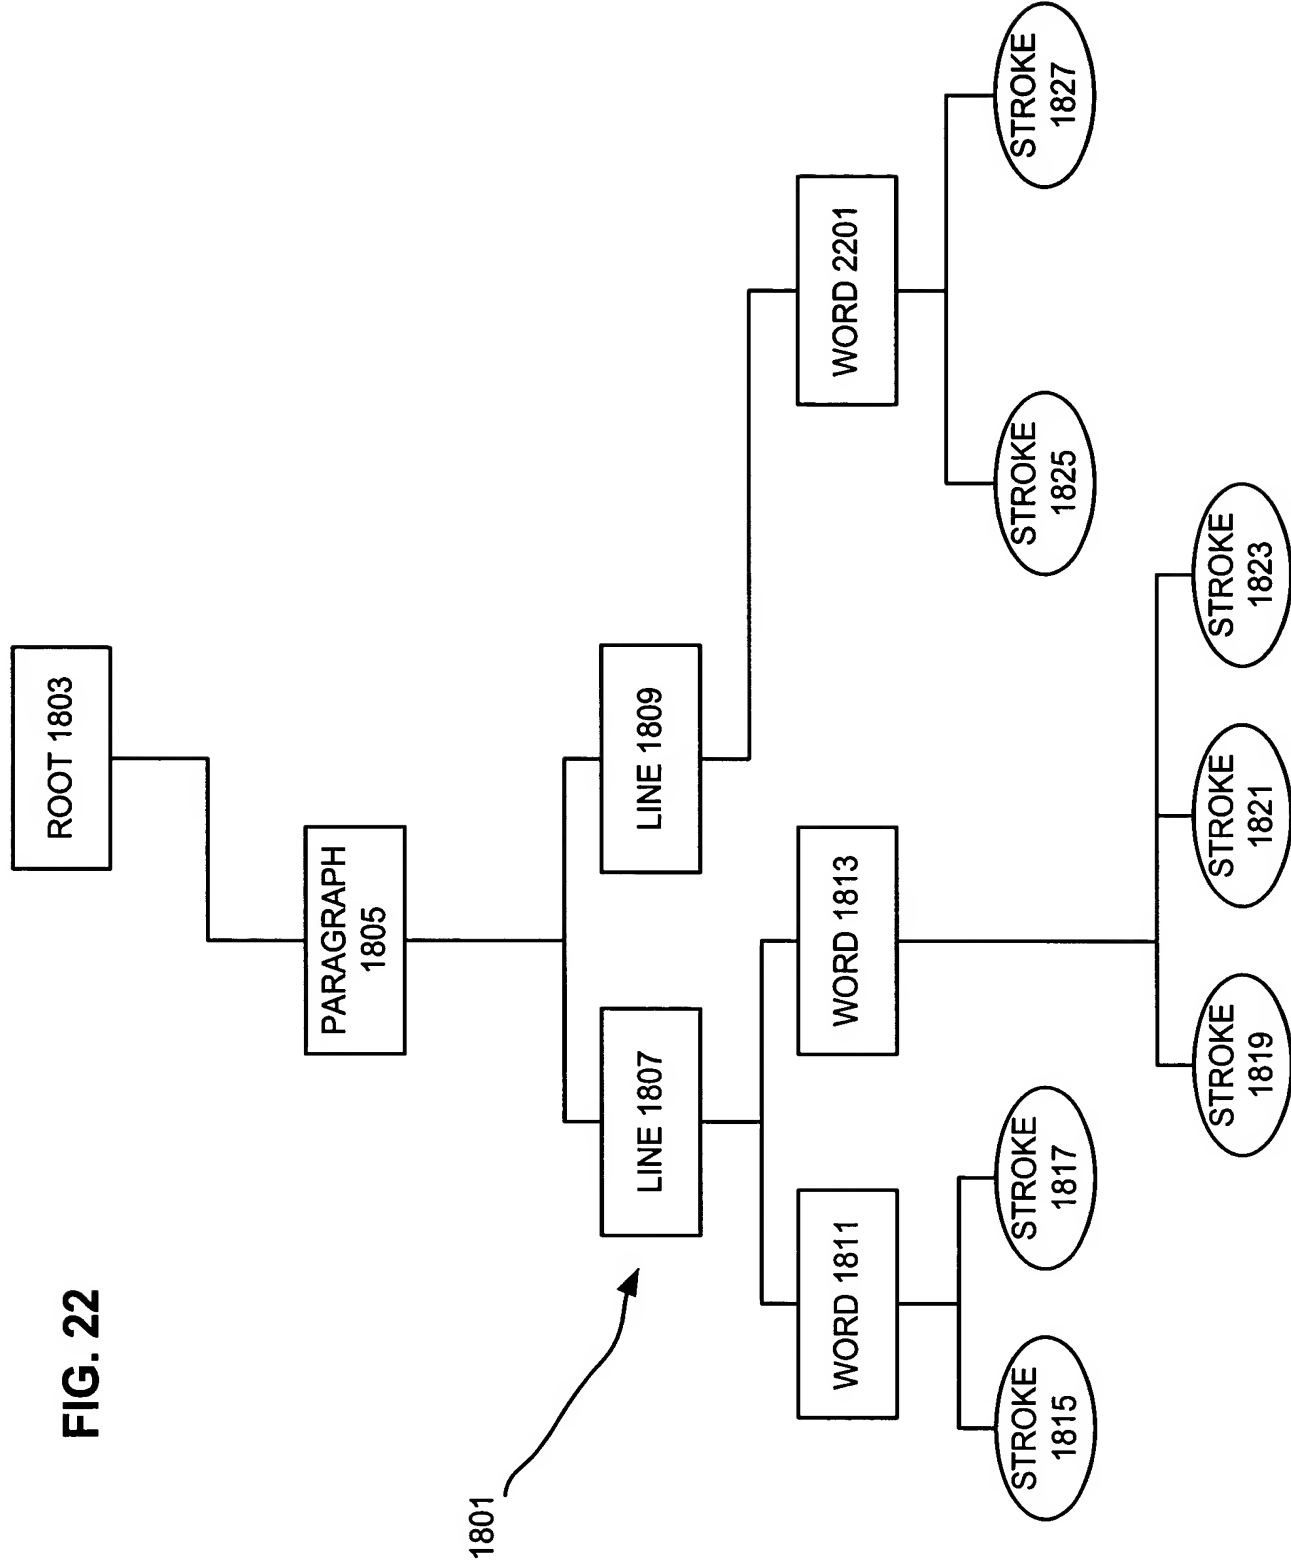 FIG. 22
1801
ROOT 1803
PARAGRAPH
1805
LINE 1807
LINE 1809
WORD 1811
WORD 1813
WORD 2201
STROKE
1815
STROKE
1817
STROKE
1825
STROKE
1827
STROKE
1819
STROKE
1821
STROKE
1823